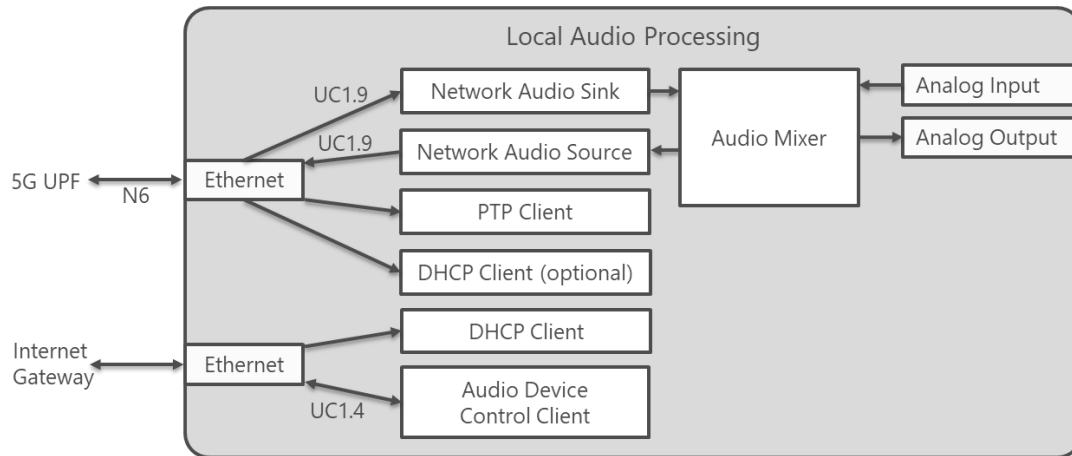 Local Audio Processing
UC1.9
Network Audio Sink
Analog Input
UC1.9
Network Audio Source
Audio Mixer
Analog Output
5G UPF
N6
Ethernet
PTP Client
DHCP Client (optional)
DHCP Client
Internet
Gateway
Ethernet
UC1.4
Audio Device
Control Client